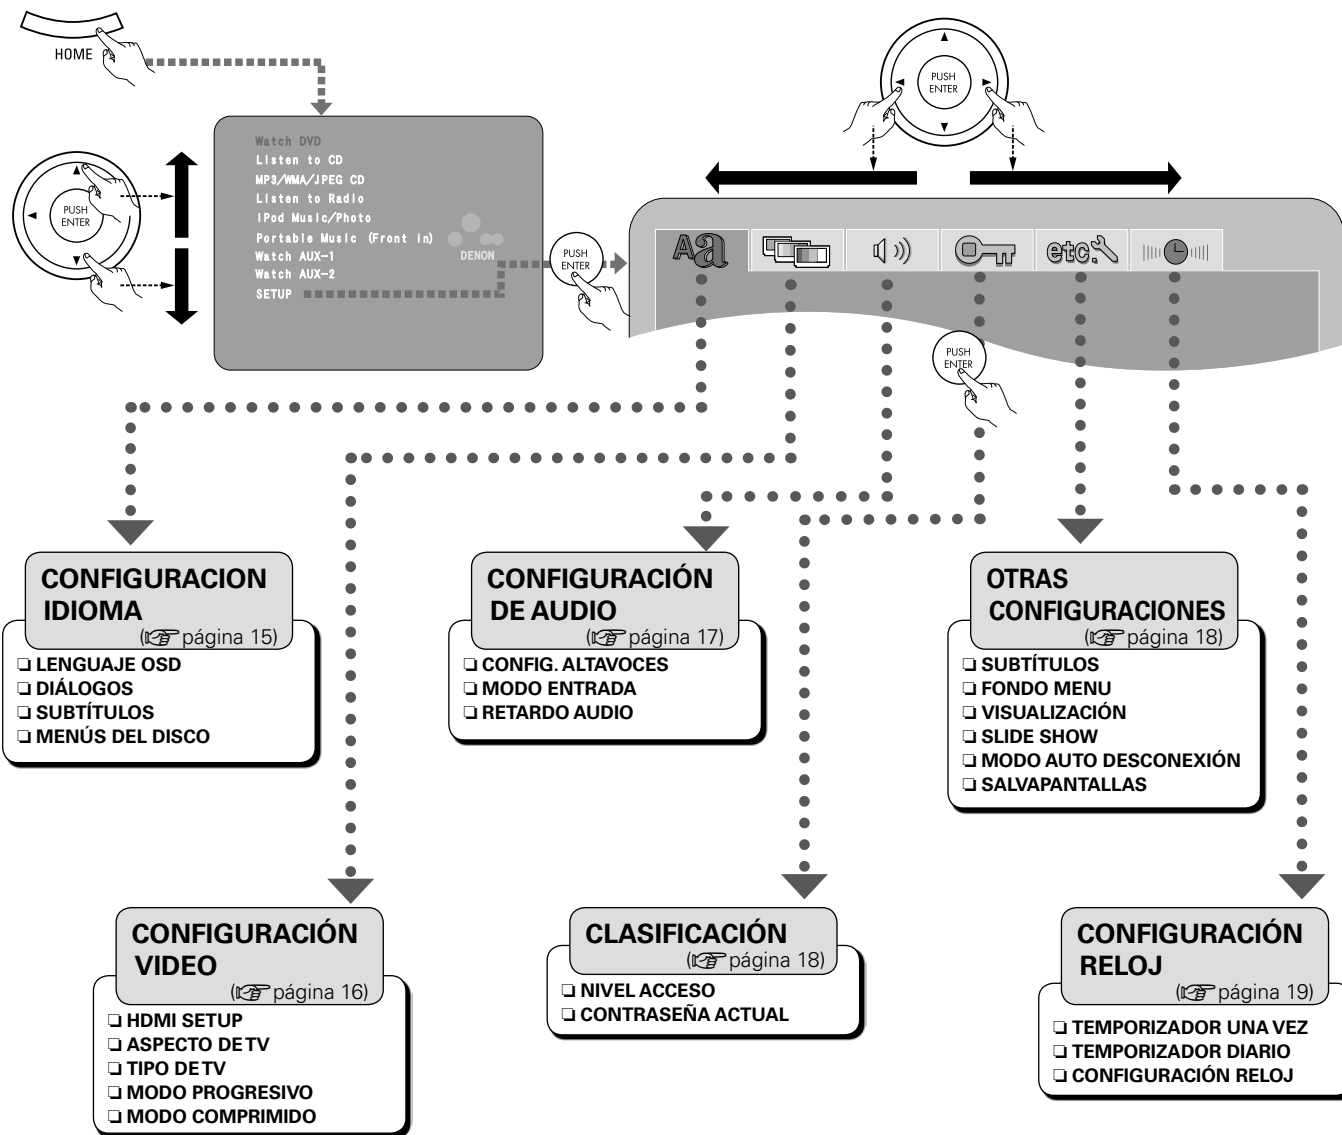 HOME
PUSH
ENTER
Watch DVD
Listen to CD
MP3/WMA/JPEG CD
Listen to Radio
iPod Music/Photo
Portable Music (Front In)
Watch AUX-1
Watch AUX-2
SETUP
DENON
PUSH
ENTER
PUSH
ENTER
Aa
etc.
PUSH
ENTER
CONFIGURACION
IDIOMA
(página 15)
❏ LENGUAJE OSD
❏ DIÁLOGOS
❏ SUBTÍTULOS
❏ MENÚS DEL DISCO
CONFIGURACIÓN
DE AUDIO
(página 17)
❏ CONFIG. ALTAVOCES
❏ MODO ENTRADA
❏ RETARDO AUDIO
OTRAS
CONFIGURACIONES
(página 18)
❏ SUBTÍTULOS
❏ FONDO MENU
❏ VISUALIZACIÓN
❏ SLIDE SHOW
❏ MODO AUTO DESCONEXIÓN
❏ SALVAPANTALLAS
CONFIGURACIÓN
VIDEO
(página 16)
❏ HDMI SETUP
❏ ASPECTO DE TV
❏ TIPO DE TV
❏ MODO PROGRESIVO
❏ MODO COMPRIMIDO
CLASIFICACIÓN
(página 18)
❏ NIVEL ACCESO
❏ CONTRASEÑA ACTUAL
CONFIGURACIÓN
RELOJ
(página 19)
❏ TEMPORIZADOR UNA VEZ
❏ TEMPORIZADOR DIARIO
❏ CONFIGURACIÓN RELOJ